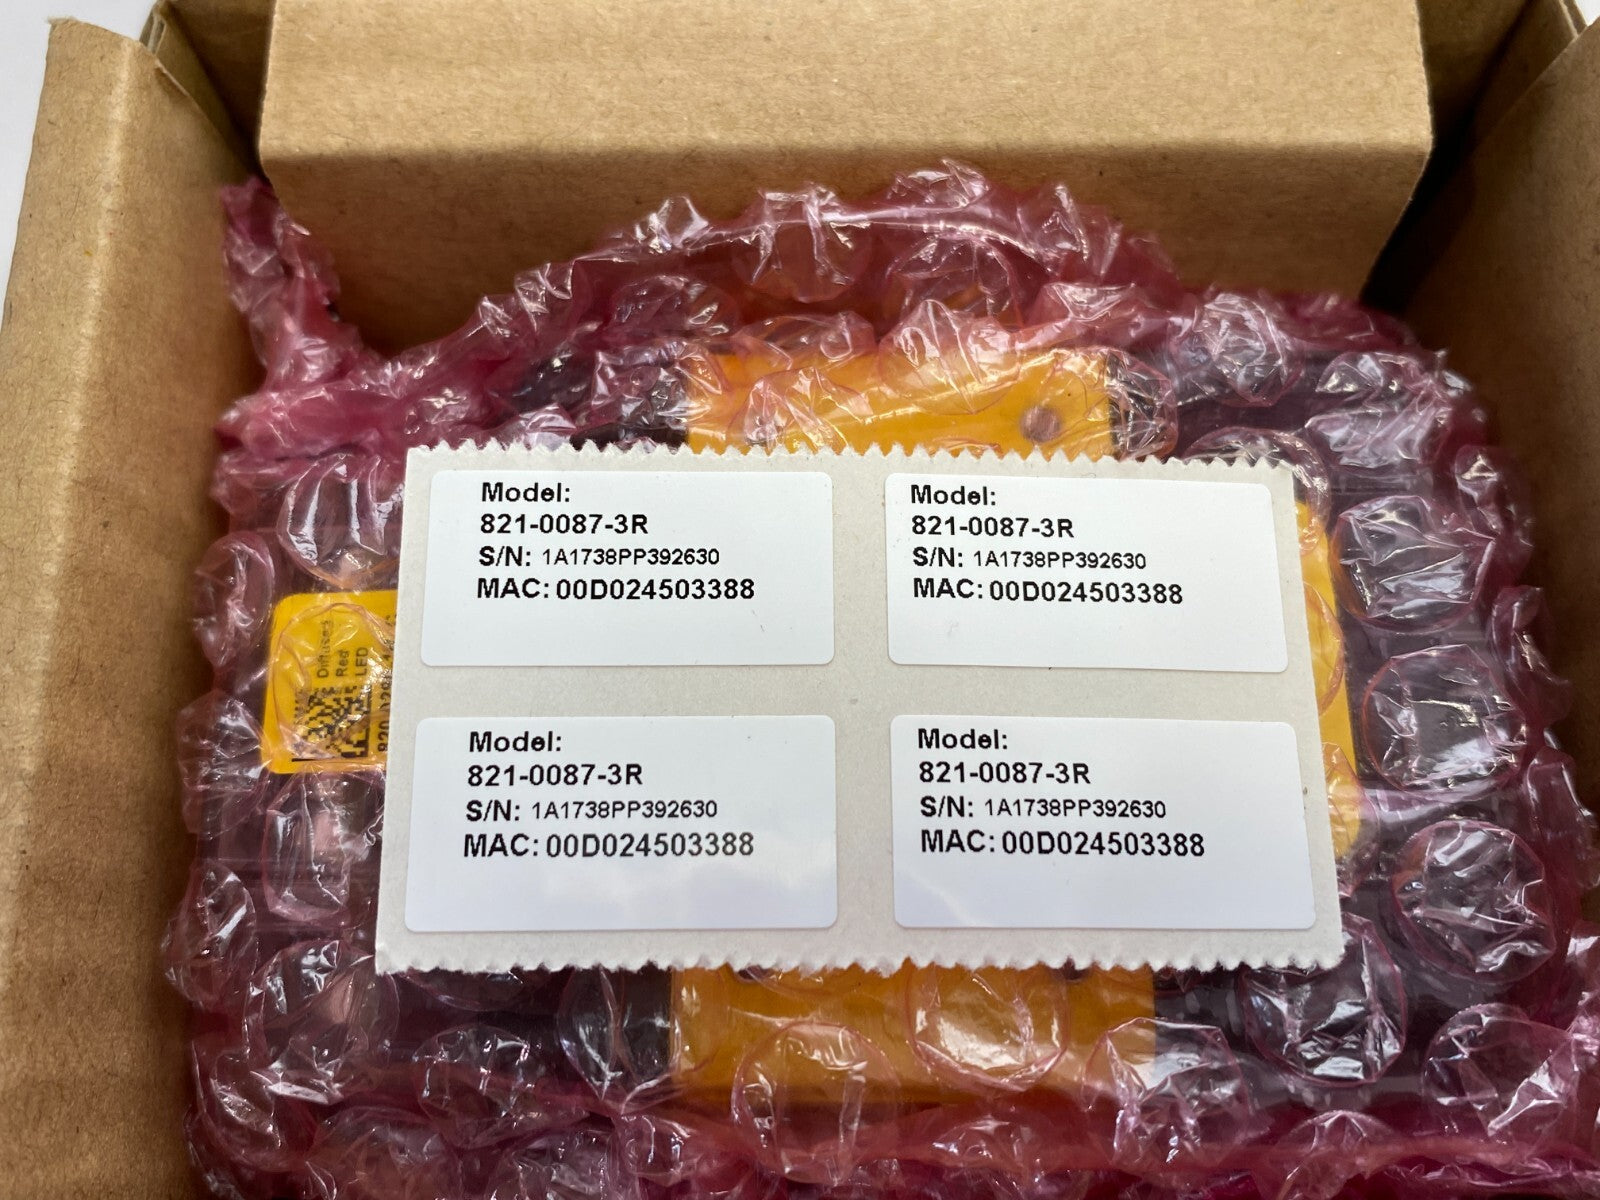 Model:
821-0087-3R
S/N: 1A1738PP392630
MAC: 00D024503388
Model:
821-0087-3R
S/N: 1A1738PP392630
MAC: 00D024503388
Diffused
Red
LED
Model:
821-0087-3R
S/N: 1A1738PP392630
MAC: 00D024503388
Model:
821-0087-3R
S/N: 1A1738PP392630
MAC: 00D024503388